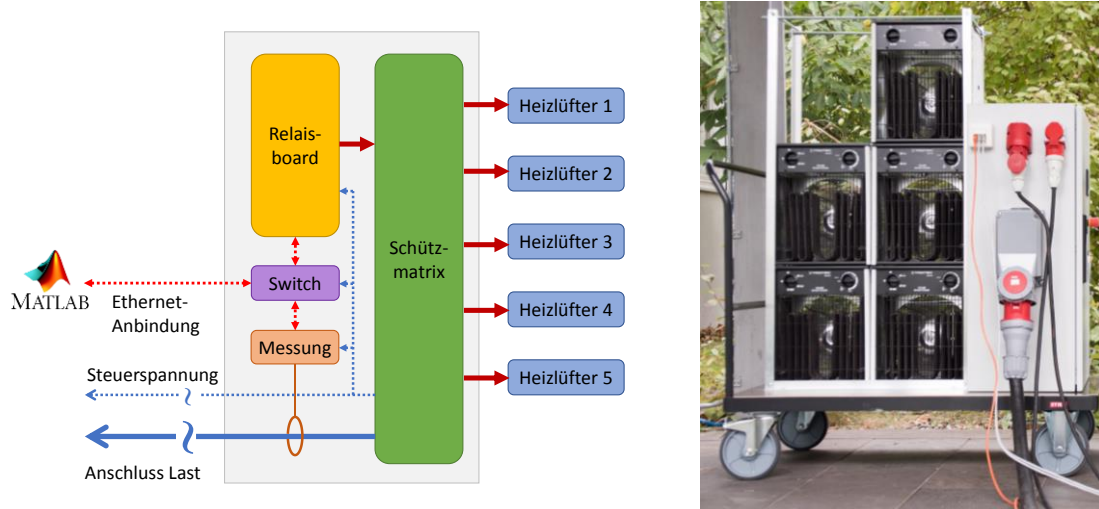 Relais-
board
Schütz-
matrix
Heizlüfter 1
Heizlüfter 2
Heizlüfter 3
Heizlüfter 4
Heizlüfter 5
MATLAB
Ethernet-
Anbindung
Switch
Messung
Steuerspannung
Anschluss Last